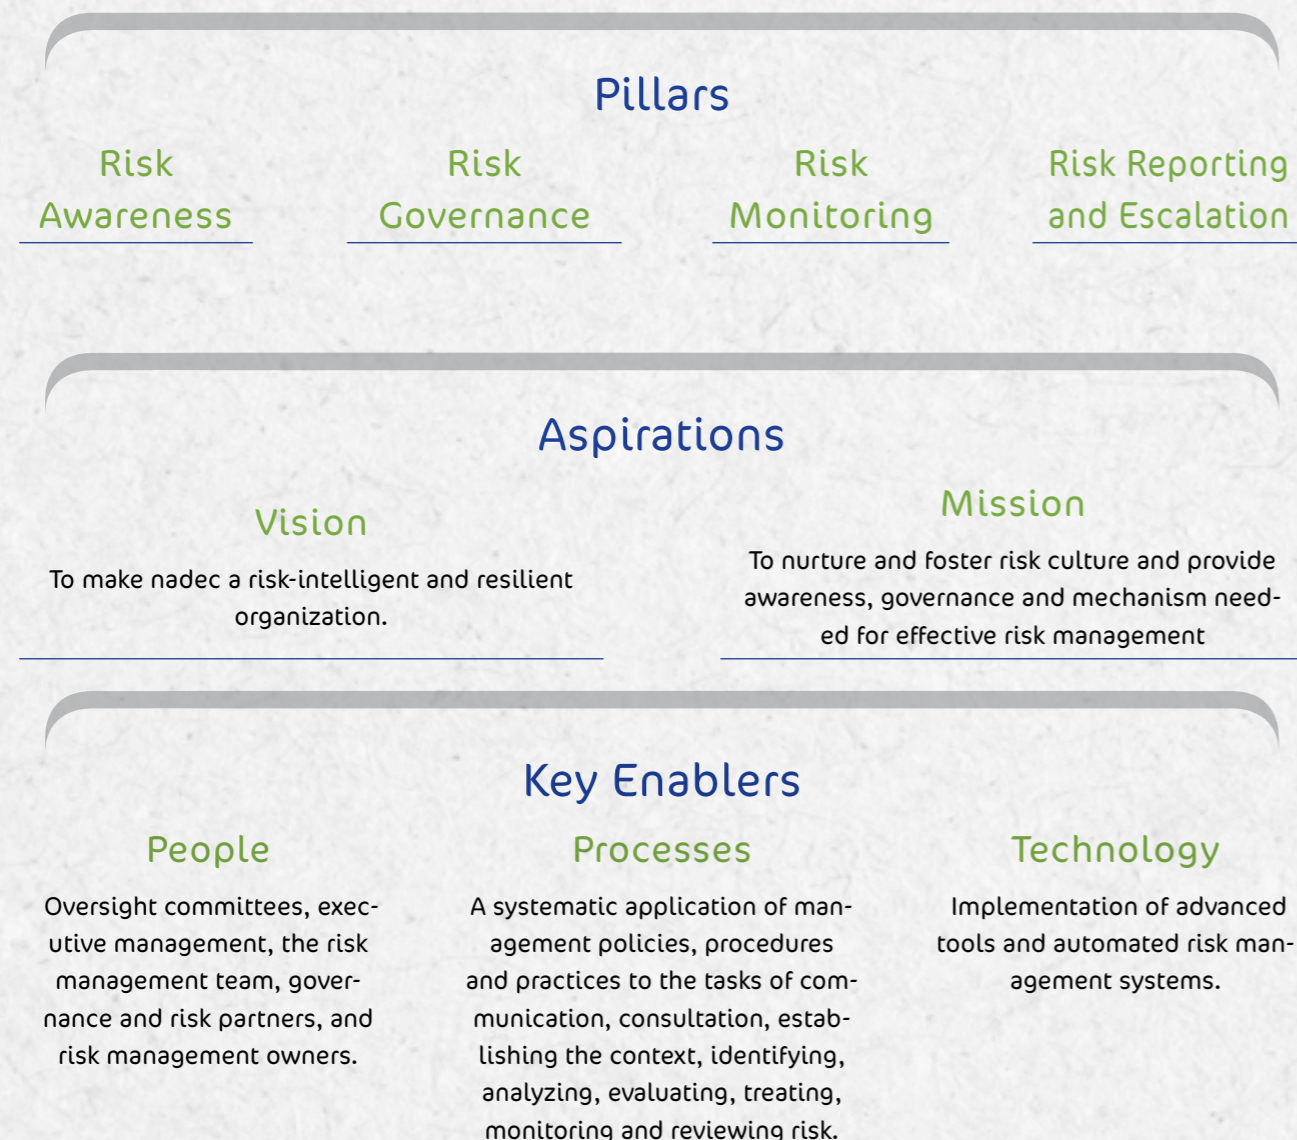 Pillars
Risk
Awareness
Risk
Governance
Risk
Monitoring
Risk Reporting
and Escalation
Aspirations
Vision
To make nadec a risk-intelligent and resilient
organization.
Mission
To nurture and foster risk culture and provide
awareness, governance and mechanism need-
ed for effective risk management
Key Enablers
People
Oversight committees, exec-
utive management, the risk
management team, gover-
nance and risk partners, and
risk management owners.
Processes
A systematic application of man-
agement policies, procedures
and practices to the tasks of com-
munication, consultation, estab-
lishing the context, identifying,
analyzing, evaluating, treating,
monitoring and reviewing risk.
Technology
Implementation of advanced
tools and automated risk man-
agement systems.